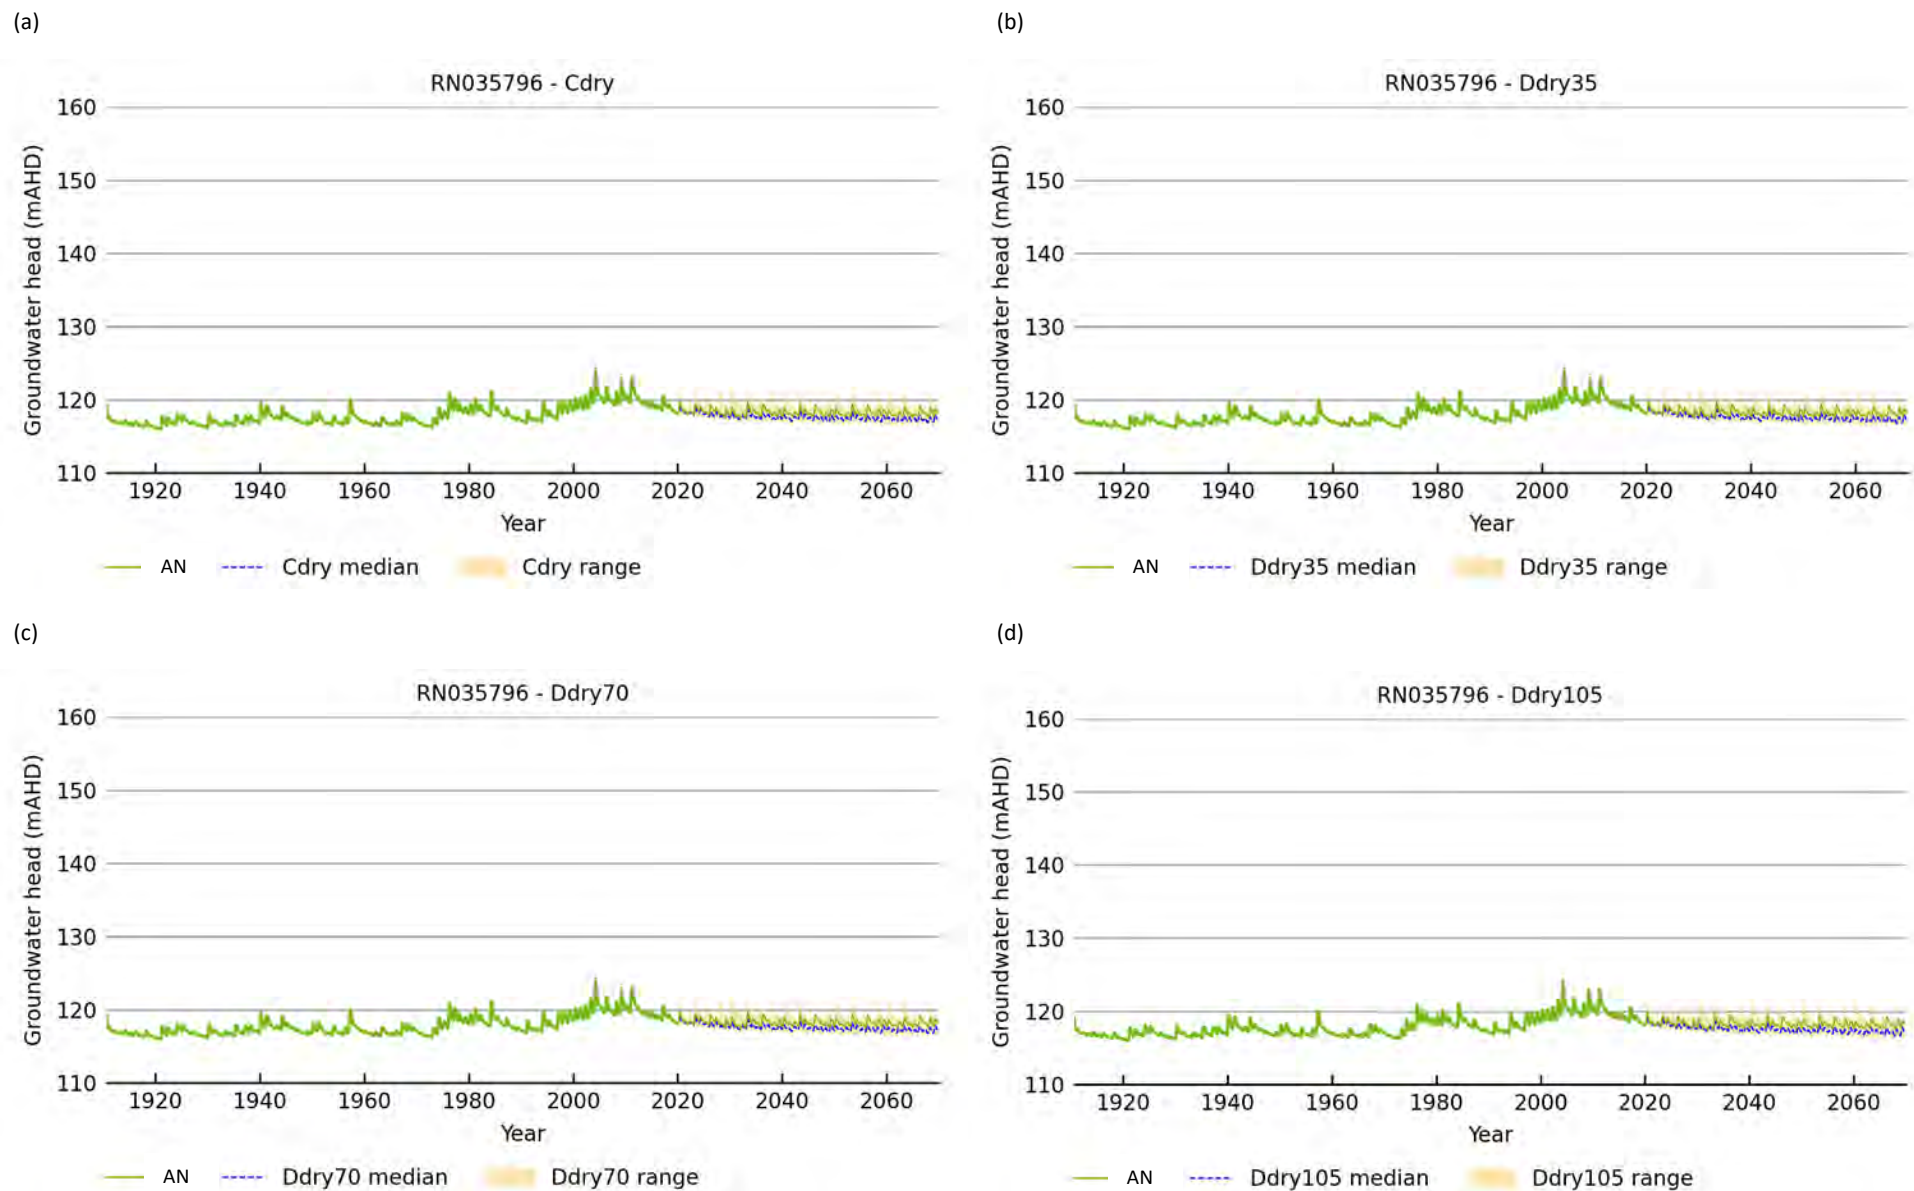 (a)
RN035796 - Cdry
160
150
140
130
120
110
Groundwater head (mAHD)
1920 1940 1960 1980 2000 2020 2040 2060
Year
AN Cdry median Cdry range
(b)
RN035796 - Ddry35
160
150
140
130
120
110
Groundwater head (mAHD)
1920 1940 1960 1980 2000 2020 2040 2060
Year
AN Ddry35 median Ddry35 range
(c)
RN035796 - Ddry70
160
150
140
130
120
110
Groundwater head (mAHD)
1920 1940 1960 1980 2000 2020 2040 2060
Year
AN Ddry70 median Ddry70 range
(d)
RN035796 - Ddry105
160
150
140
130
120
110
Groundwater head (mAHD)
1920 1940 1960 1980 2000 2020 2040 2060
Year
AN Ddry105 median Ddry105 range